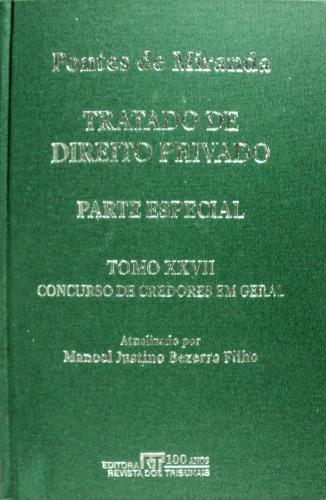 Pontes de Miranda
TRATADO DE
DIREITO PRIVADO
PARTE ESPECIAL
TOMO XXVII
CONCURSO DE CREDORES EM GERAL
Atualizado por
Manoel Justino Bezerra Filho
EDITORA RT 100 ANOS
REVISTA DOS TRIBUNAIS